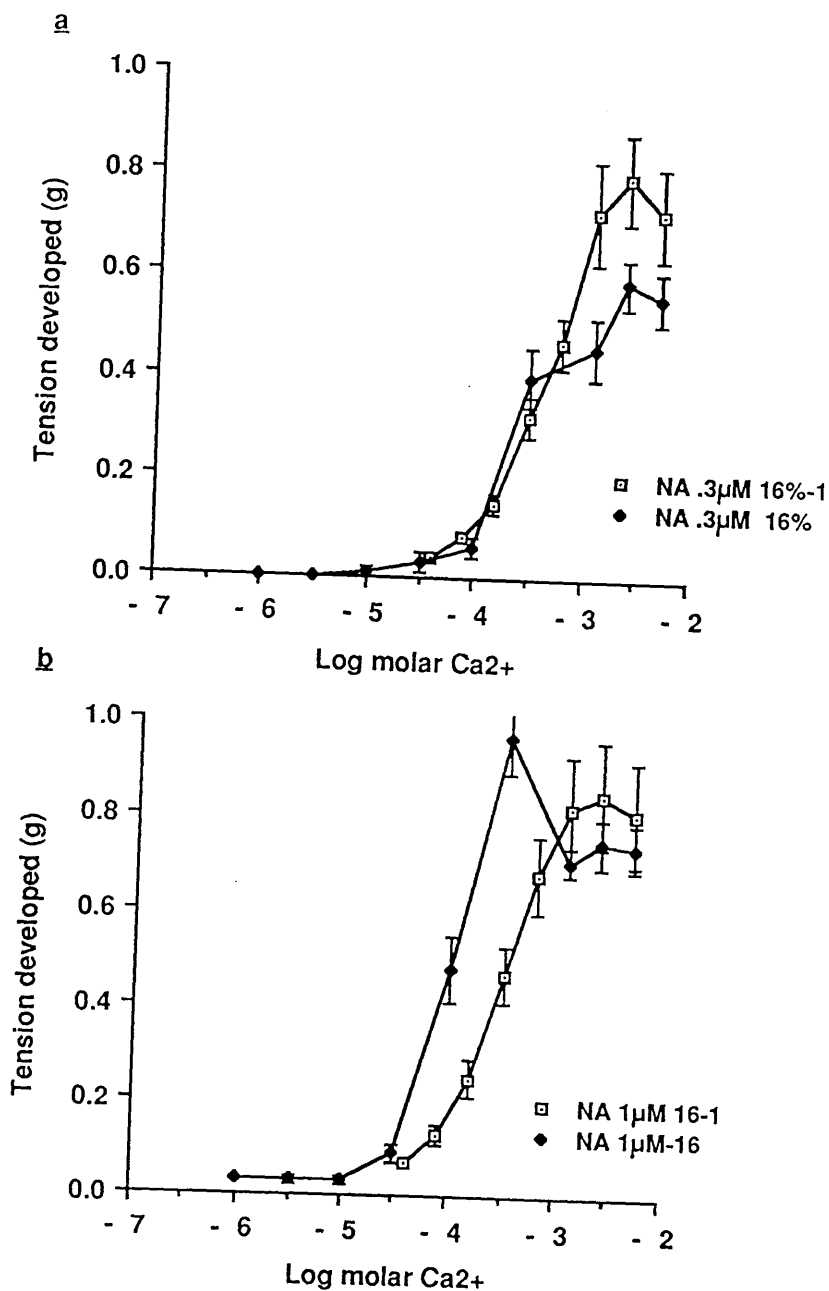 a
1.0
0.8
0.6
0.4
0.2
0.0
Tension developed (g)
NA .3µM 16%-1
NA .3µM 16%
- 7 - 6 - 5 - 4 - 3 - 2
Log molar Ca2+
b
1.0
0.8
0.6
0.4
0.2
0.0
Tension developed (g)
NA 1µM 16-1
NA 1µM-16
- 7 - 6 - 5 - 4 - 3 - 2
Log molar Ca2+